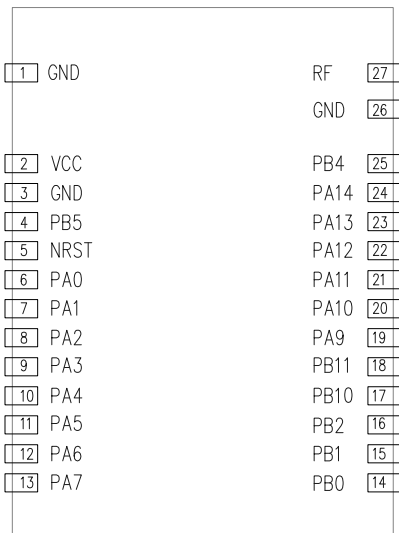 1 GND RF 27
GND 26
2 VCC PB4 25
3 GND PA14 24
4 PB5 PA13 23
5 NRST PA12 22
6 PA0 PA11 21
7 PA1 PA10 20
8 PA2 PA9 19
9 PA3 PB11 18
10 PA4 PB10 17
11 PA5 PB2 16
12 PA6 PB1 15
13 PA7 PB0 14